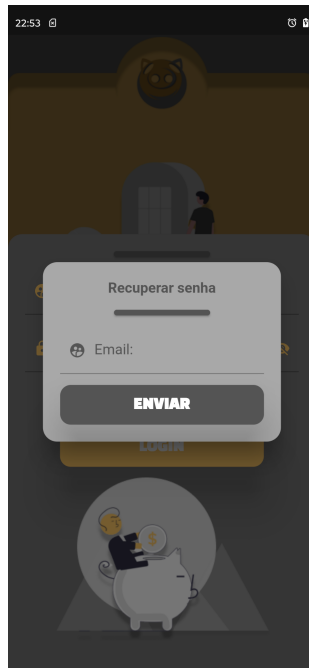 22:53
Recuperar senha
Email:
ENVIAR
LOGIN
$